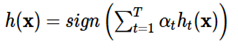 h(x) = sign(∑_{t=1}^{T} α_t h_t(x))